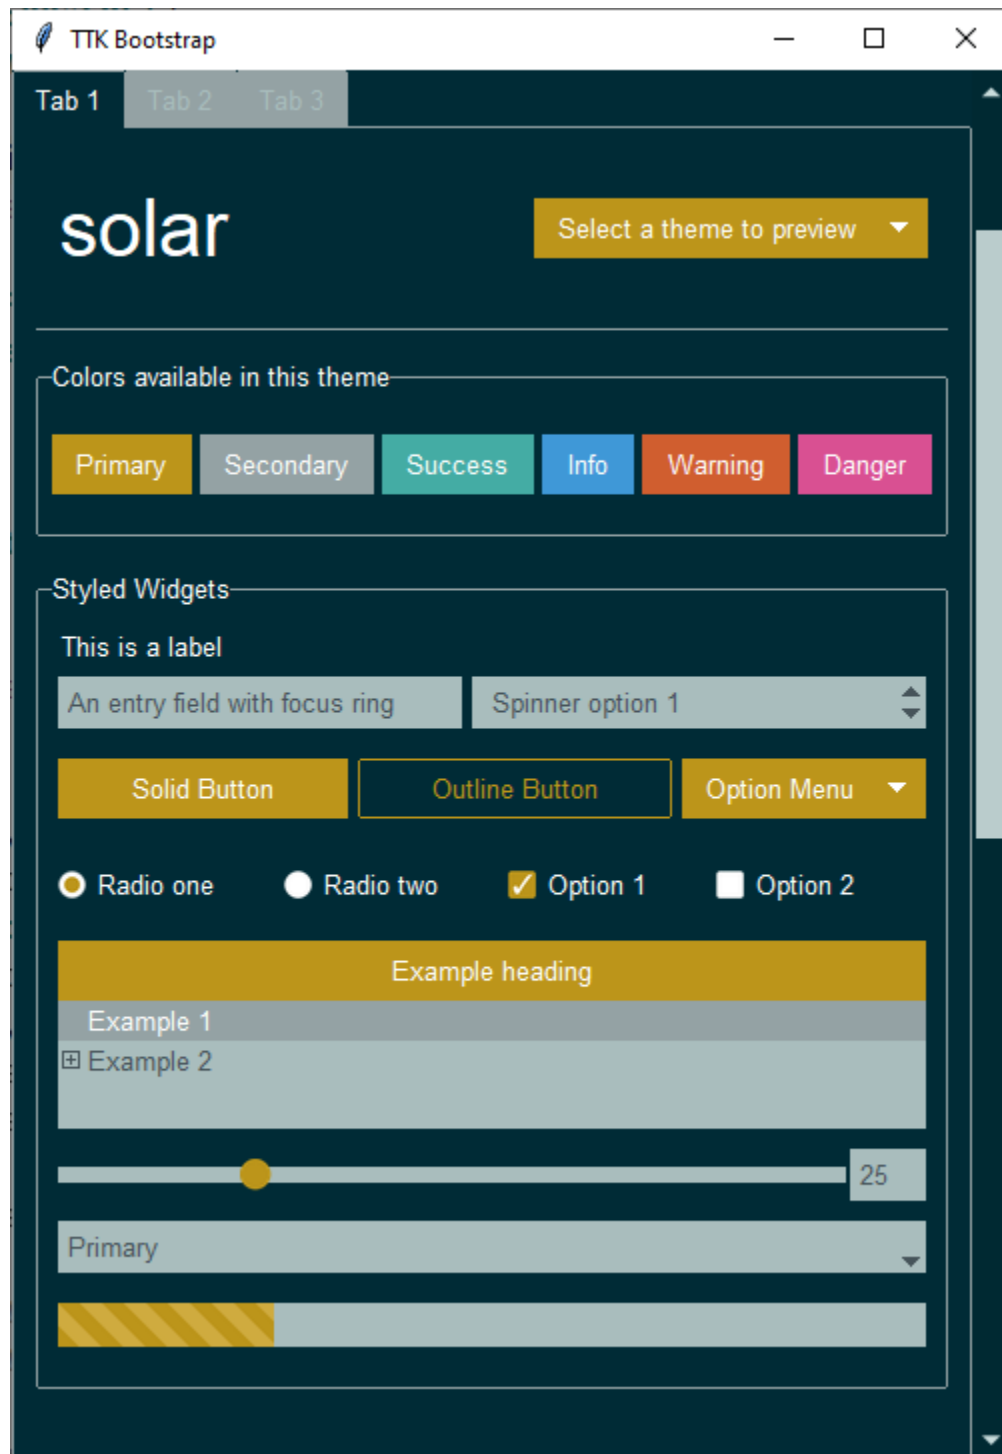 TTK Bootstrap
Tab 1 Tab 2 Tab 3
solar
Select a theme to preview
Colors available in this theme
Primary Secondary Success Info Warning Danger
Styled Widgets
This is a label
An entry field with focus ring Spinner option 1
Solid Button Outline Button Option Menu
Radio one Radio two Option 1 Option 2
Example heading
Example 1
Example 2
25
Primary